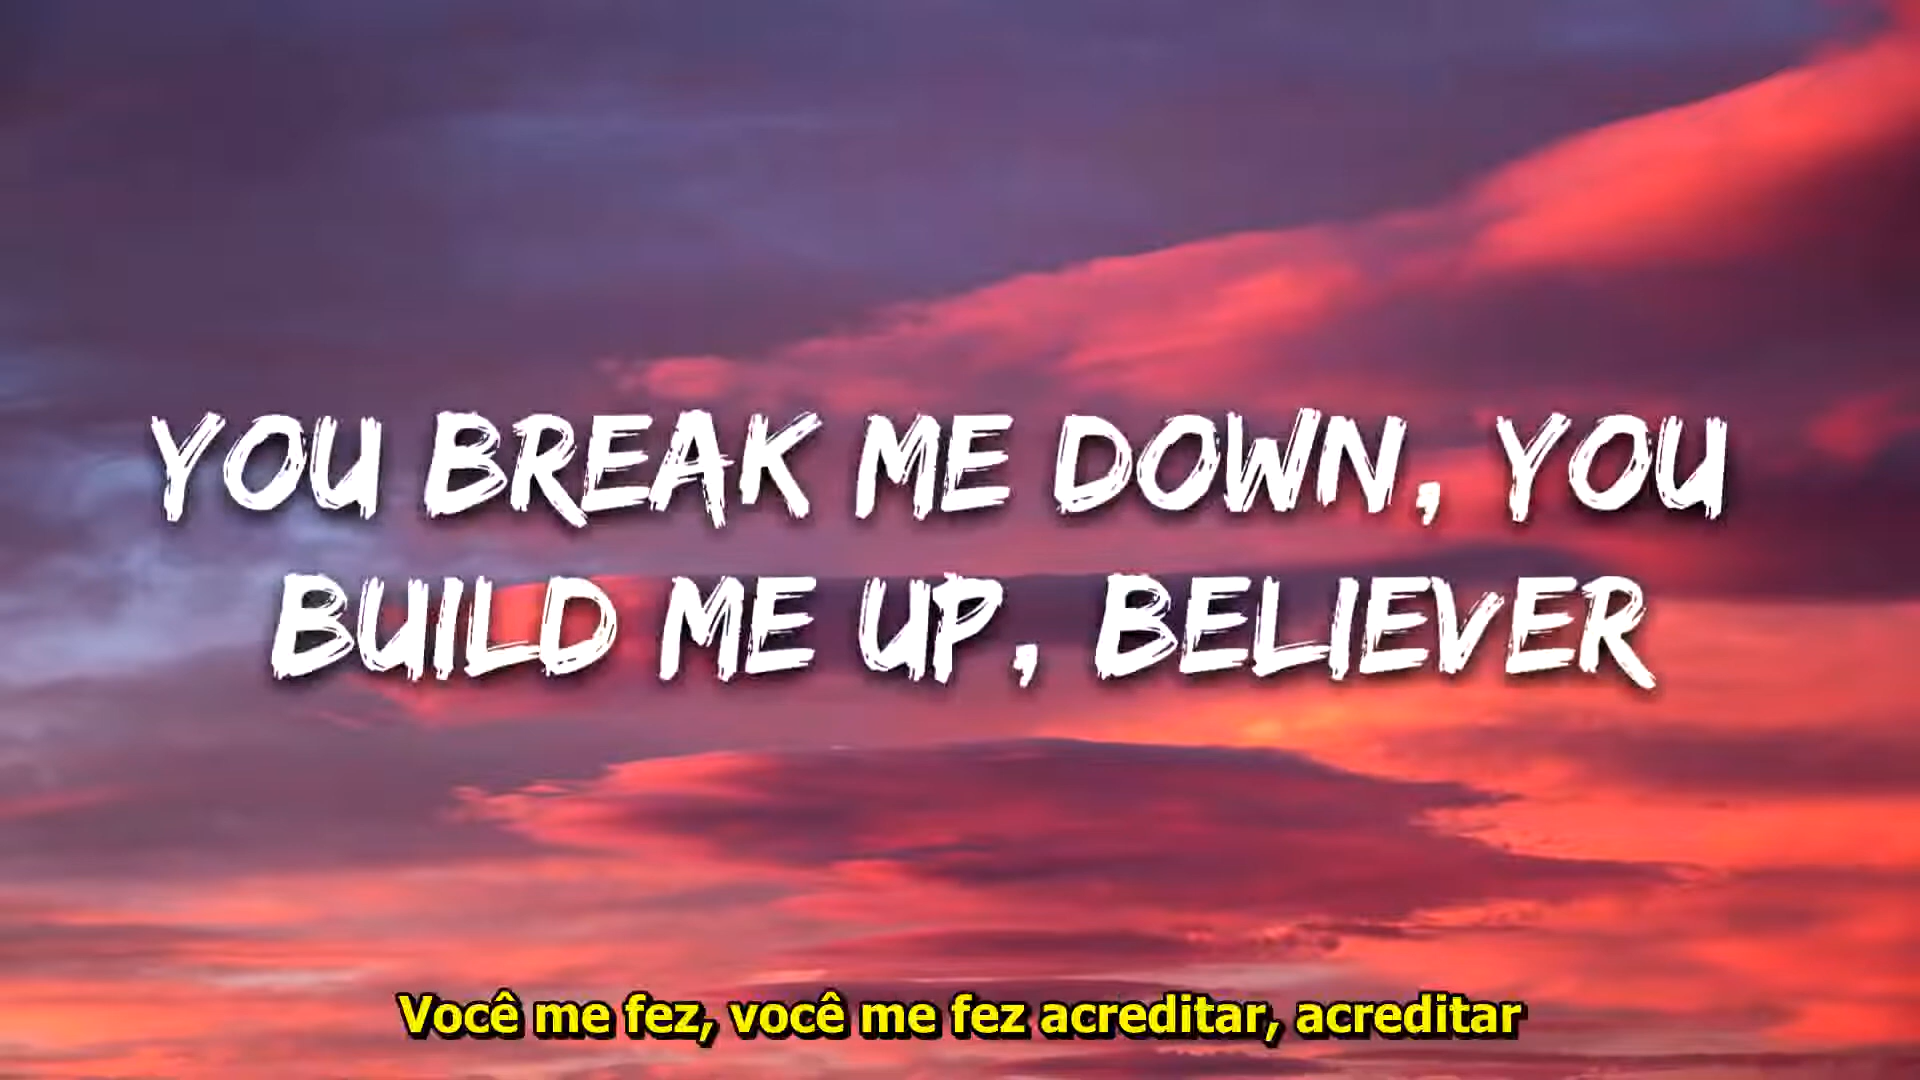 YOU BREAK ME DOWN, YOU
BUILD ME UP, BELIEVER
Você me fez, você me fez acreditar, acreditar